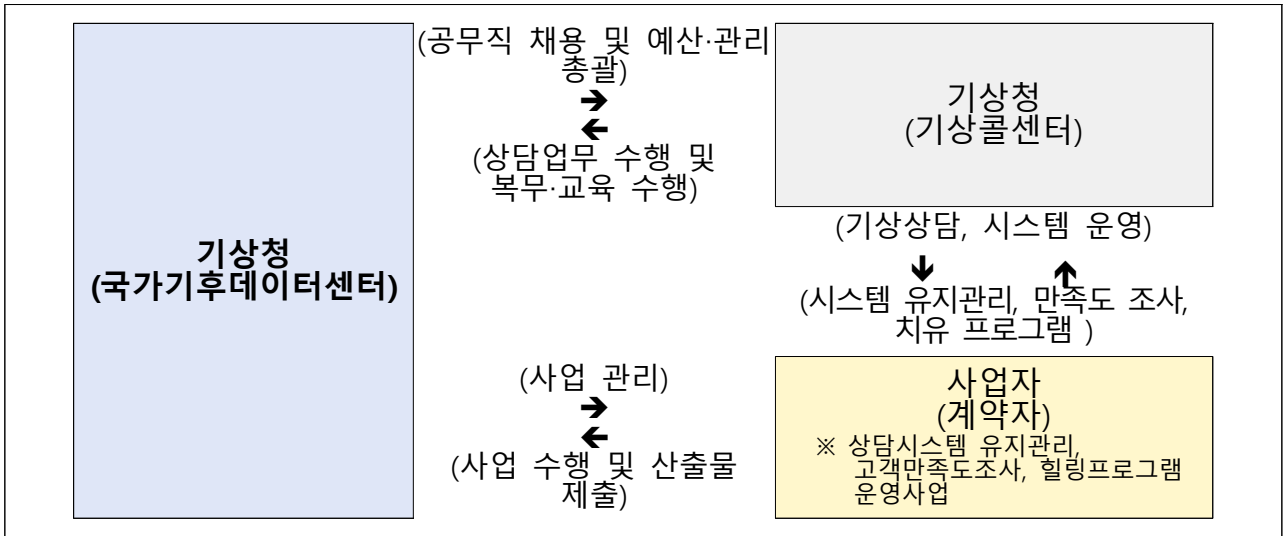 기상청
(국가기후데이터센터)
(공무직 채용 및 예산·관리
총괄)
➔
←
(상담업무 수행 및
복무·교육 수행)
기상청
(기상콜센터)
(기상상담, 시스템 운영)
↓ ↑
(시스템 유지관리, 만족도 조사,
치유 프로그램 )
(사업 관리)
➔
←
(사업 수행 및 산출물
제출)
사업자
(계약자)
※ 상담시스템 유지관리,
고객만족도조사, 힐링프로그램
운영사업